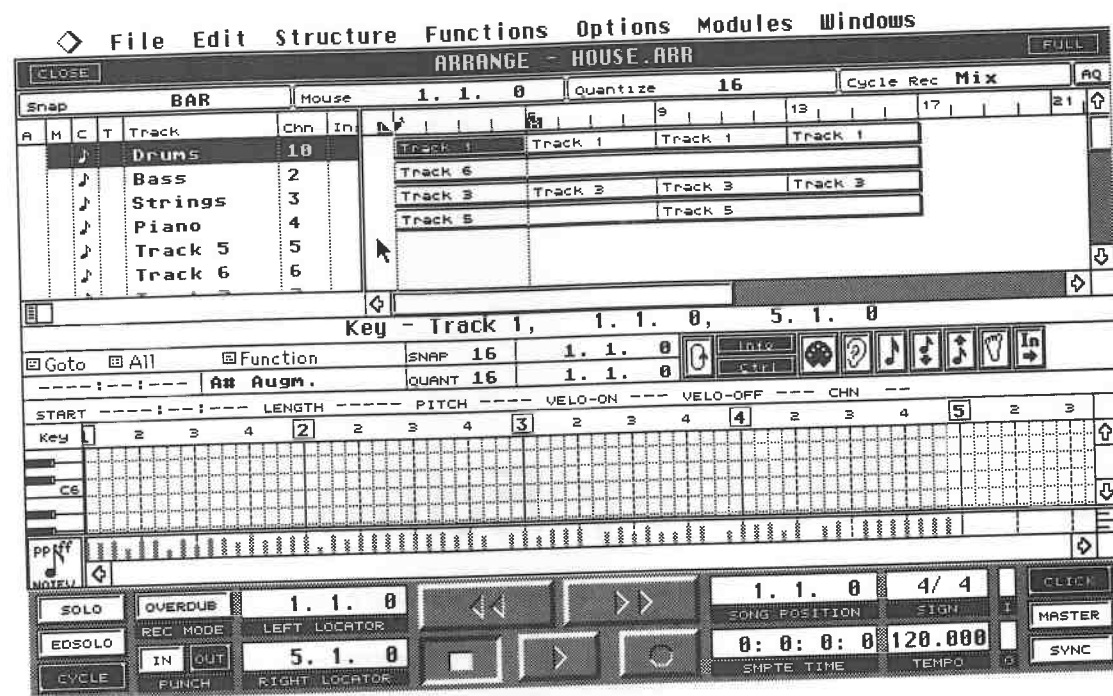 File Edit Structure Functions Options Modules Windows
CLOSE ARRANGE - HOUSE.ARR FULL
Snap BAR Mouse 1. 1. 0 Quantize 16 Cycle Rec Mix AQ
A M C T Track Chn In 1 5 9 13 17 21
Drums 10 Track 1 Track 1 Track 1 Track 1
Bass 2 Track 6
Strings 3 Track 3 Track 3 Track 3 Track 3
Piano 4 Track 5 Track 5
Track 5 5
Track 6 6
Key - Track 1, 1. 1. 0, 5. 1. 0
Goto All Function SNAP 16 1. 1. 0 Info In
----:--:--- A# Augm. QUANT 16 1. 1. 0 Ctrl
START ----:--:--- LENGTH ----- PITCH ---- VELO-ON --- VELO-OFF --- CHN --
Key 1 2 3 4 2 2 3 4 3 2 3 4 4 2 3 4 5 2 3
C6
PP ff
SOLO OVERDUB 1. 1. 0 1. 1. 0 4/ 4 CLICK
REC MODE LEFT LOCATOR SONG POSITION SIGN I MASTER
EDSOLO IN OUT 5. 1. 0 0: 0: 0: 0 120.000 SYNC
CYCLE PUNCH RIGHT LOCATOR SMPTE TIME TEMPO O